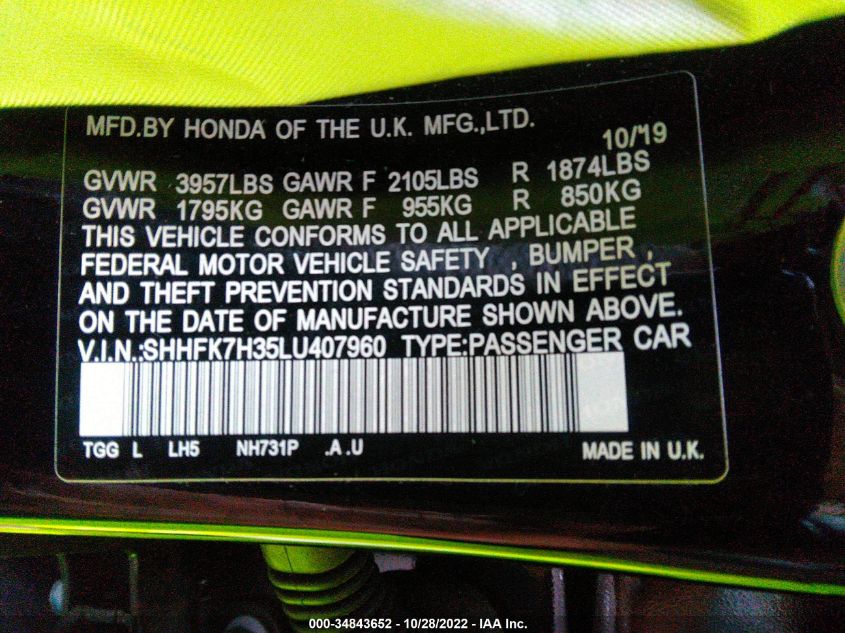 MFD.BY HONDA OF THE U.K. MFG.,LTD.
10/'19
GVWR 3957LBS GAWR F 2105LBS R 1874LBS
GVWR 1795KG GAWR F 955KG R 850KG
THIS VEHICLE CONFORMS TO ALL APPLICABLE
FEDERAL MOTOR VEHICLE SAFETY , BUMPER ,
AND THEFT PREVENTION STANDARDS IN EFFECT
ON THE DATE OF MANUFACTURE SHOWN ABOVE.
V.I.N.:SHHFK7H35LU407960 TYPE:PASSENGER CAR
TGG L LH5 NH731P .A .U MADE IN U.K.
000-34843652 - 10/28/2022 - IAA Inc.